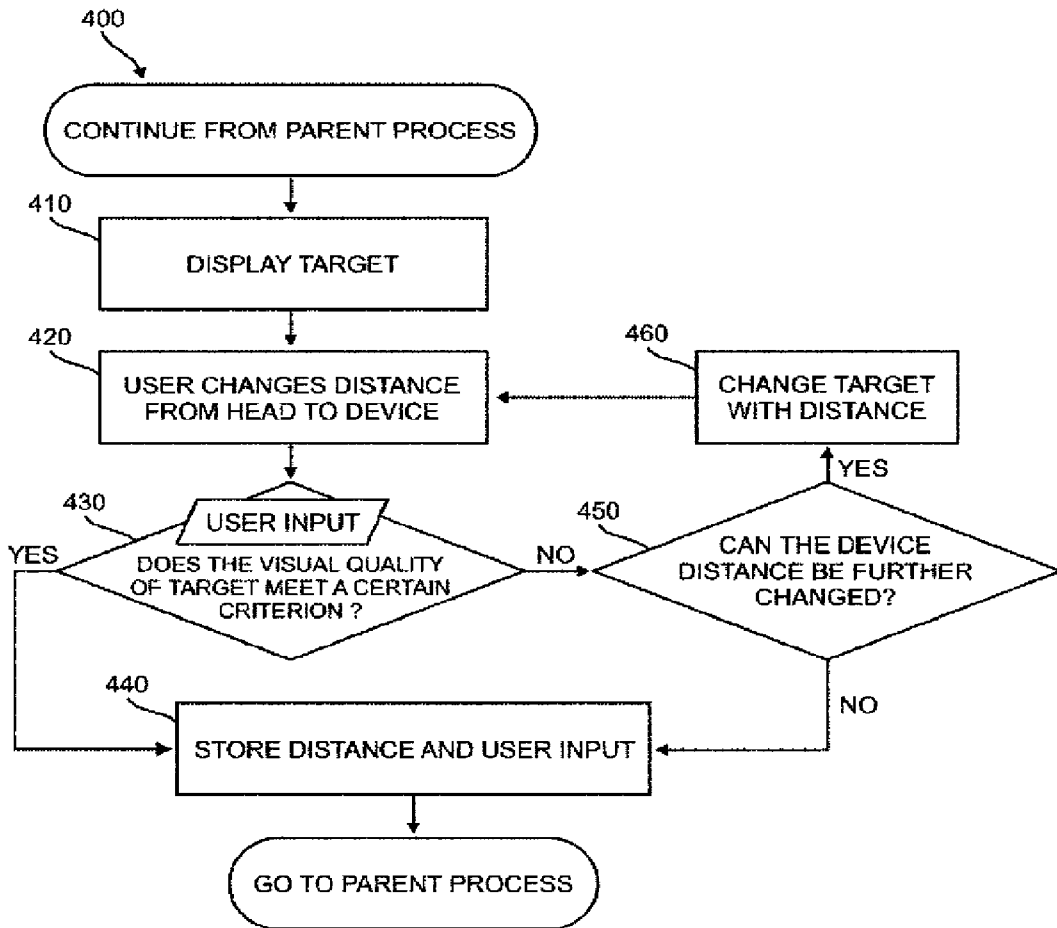 400
CONTINUE FROM PARENT PROCESS
410
DISPLAY TARGET
420
USER CHANGES DISTANCE
FROM HEAD TO DEVICE
460
CHANGE TARGET
WITH DISTANCE
YES
430
USER INPUT
YES
DOES THE VISUAL QUALITY
OF TARGET MEET A CERTAIN
CRITERION ?
NO
450
CAN THE DEVICE
DISTANCE BE FURTHER
CHANGED?
NO
440
STORE DISTANCE AND USER INPUT
GO TO PARENT PROCESS